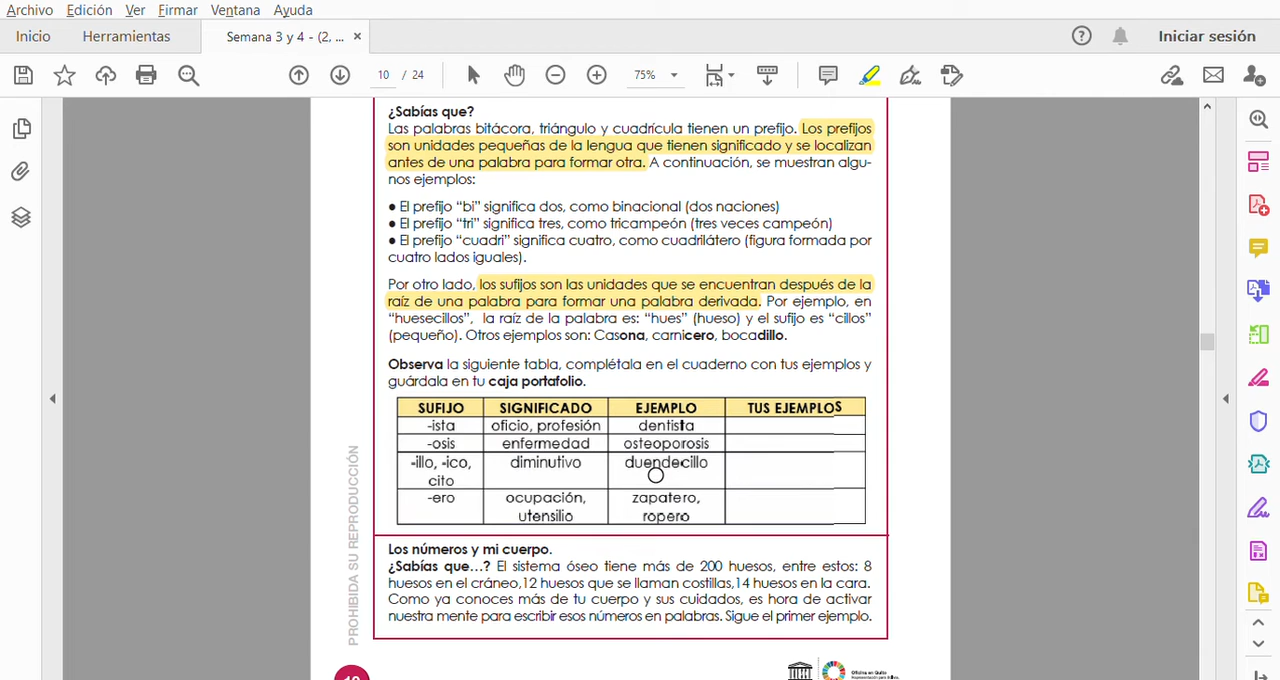 Archivo Edición Ver Firmar Ventana Ayuda
Inicio Herramientas Semana 3 y 4 - (2, ... × ? Iniciar sesión
10 / 24 75%
¿Sabías que?
Las palabras bitácora, triángulo y cuadrícula tienen un prefijo. Los prefijos
son unidades pequeñas de la lengua que tienen significado y se localizan
antes de una palabra para formar otra. A continuación, se muestran algu-
nos ejemplos:
● El prefijo “bi” significa dos, como binacional (dos naciones)
● El prefijo “tri” significa tres, como tricampeón (tres veces campeón)
● El prefijo “cuadri” significa cuatro, como cuadrilátero (figura formada por
cuatro lados iguales).
Por otro lado, los sufijos son las unidades que se encuentran después de la
raíz de una palabra para formar una palabra derivada. Por ejemplo, en
“huesecillos”, la raíz de la palabra es: “hues” (hueso) y el sufijo es “cillos”
(pequeño). Otros ejemplos son: Casona, carnicero, bocadillo.
Observa la siguiente tabla, complétala en el cuaderno con tus ejemplos y
guárdala en tu caja portafolio.
SUFIJO SIGNIFICADO EJEMPLO TUS EJEMPLOS
-ista oficio, profesión dentista
-osis enfermedad osteoporosis
-illo, -ico, diminutivo duendecillo
cito
-ero ocupación, zapatero,
utensilio ropero
PROHIBIDA SU REPRODUCCIÓN
Los números y mi cuerpo.
¿Sabías que...? El sistema óseo tiene más de 200 huesos, entre estos: 8
huesos en el cráneo,12 huesos que se llaman costillas,14 huesos en la cara.
Como ya conoces más de tu cuerpo y sus cuidados, es hora de activar
nuestra mente para escribir esos números en palabras. Sigue el primer ejemplo.
Oficina en Quito